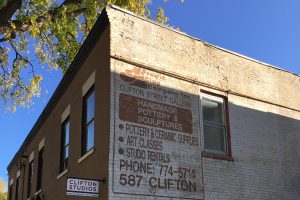 CLIFTON STREET GALLERY
HANDMADE
POTTERY &
SCULPTURES
• POTTERY & CERAMIC SUPPLIES
• ART CLASSES
• STUDIO RENTALS
PHONE: 774-5714
587 CLIFTON
CLIFTON
STUDIOS